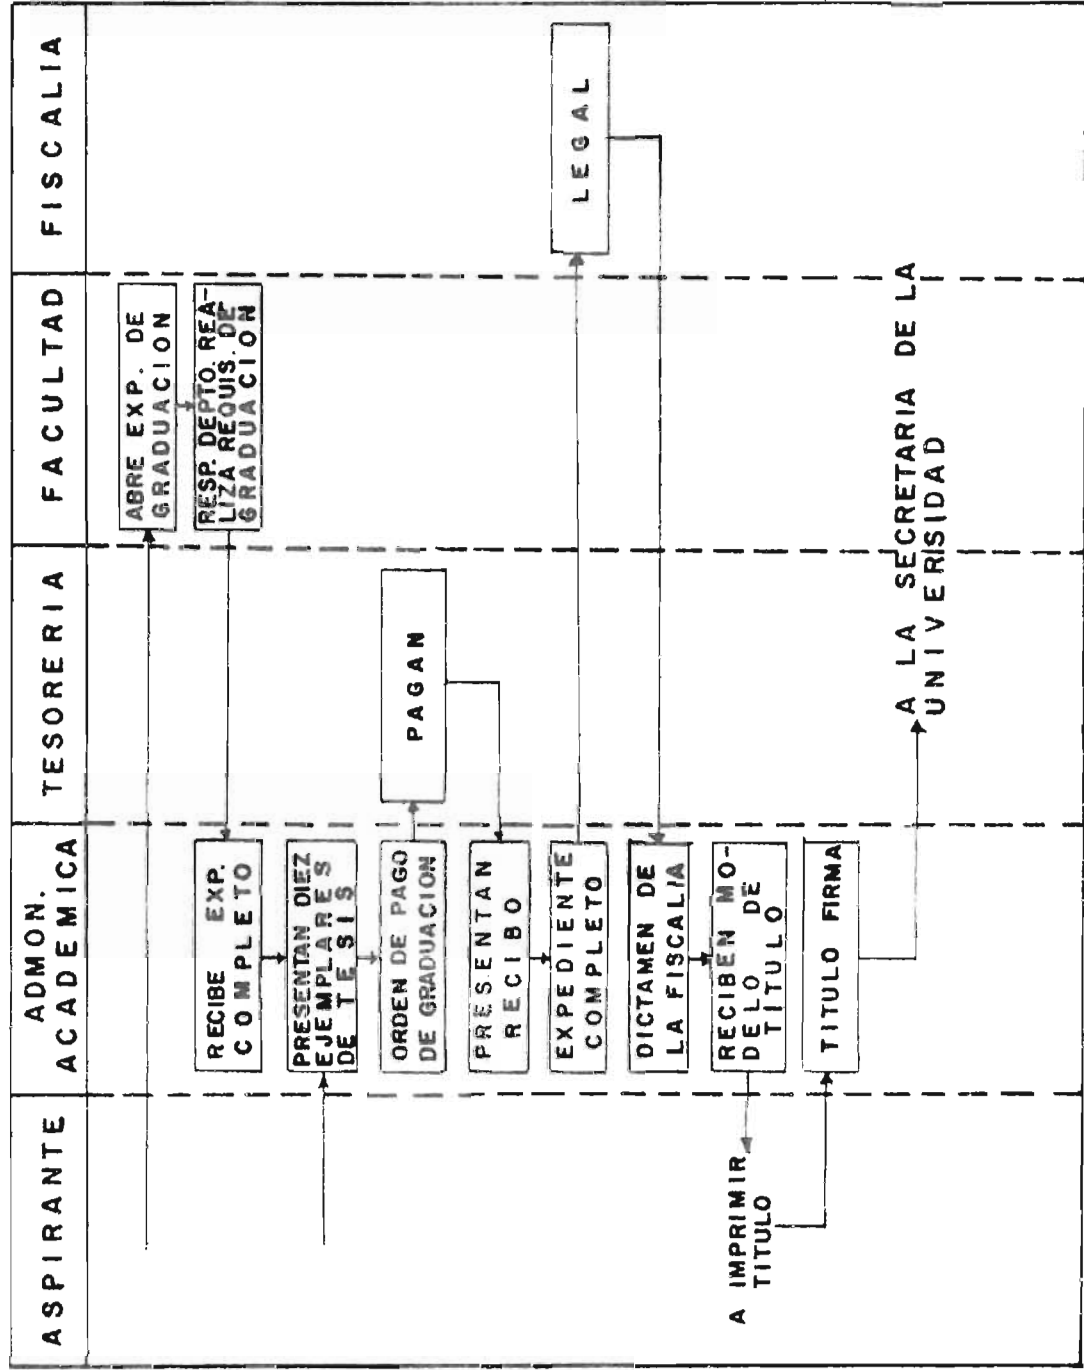 ASPIRANTE
ADMON.
ACADEMICA
TESORERIA
FACULTAD
FISCALIA
ABRE EXP. DE
GRADUACION
RESP. DEPTO. REA-
LIZA REQUIS. DE
GRADUACION
RECIBE EXP.
COMPLETO
PRESENTAN DIEZ
EJEMPLARES
DE TESIS
ORDEN DE PAGO
DE GRADUACION
PAGAN
PRESENTAN
RECIBO
EXPEDIENTE
COMPLETO
LEGAL
DICTAMEN DE
LA FISCALIA
RECIBEN MO-
DELO DE
TITULO
A IMPRIMIR
TITULO
TITULO FIRMA
A LA SECRETARIA DE LA
UNIVERISIDAD